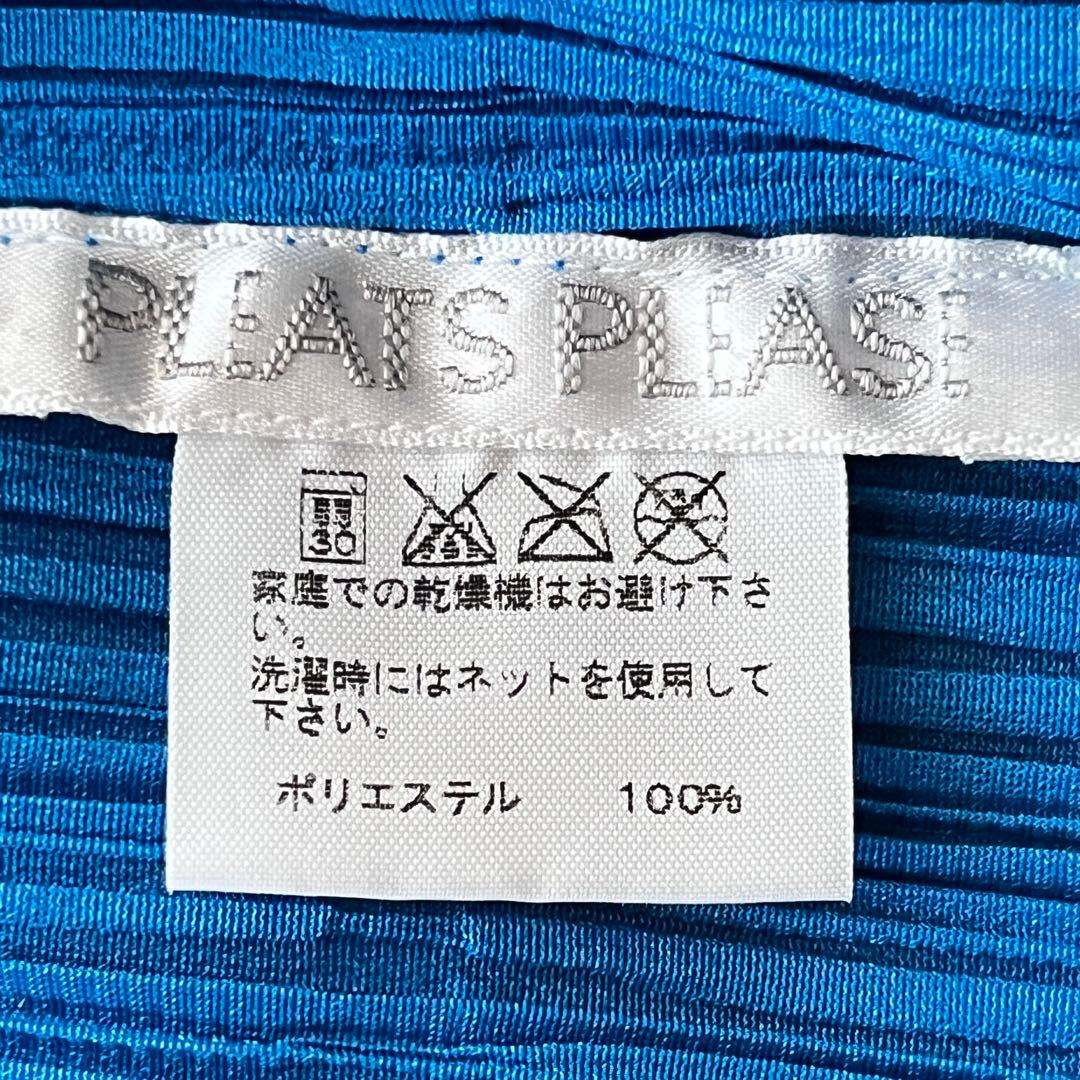 PLEATS PLEASE
家庭での乾燥機はお避け下さ
い。
洗濯時にはネットを使用して
下さい。
ポリエステル 100%